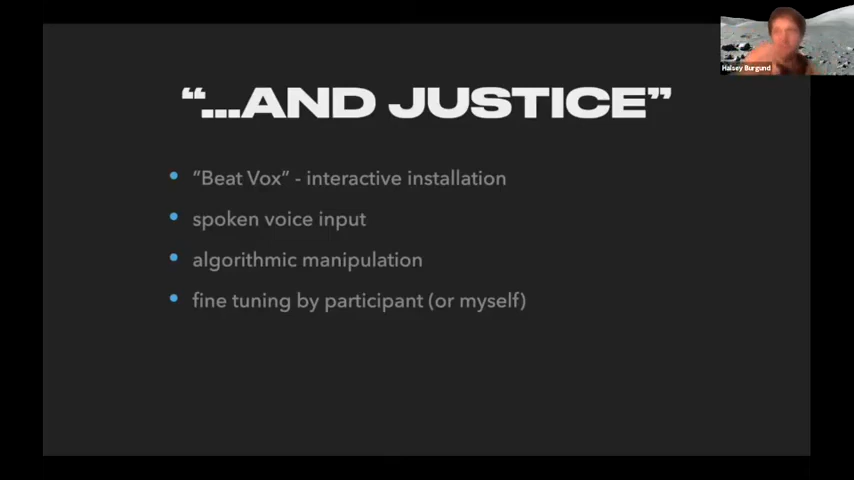 “...AND JUSTICE”
“Beat Vox“ - interactive installation
spoken voice input
algorithmic manipulation
fine tuning by participant (or myself)
Halsey Burgund